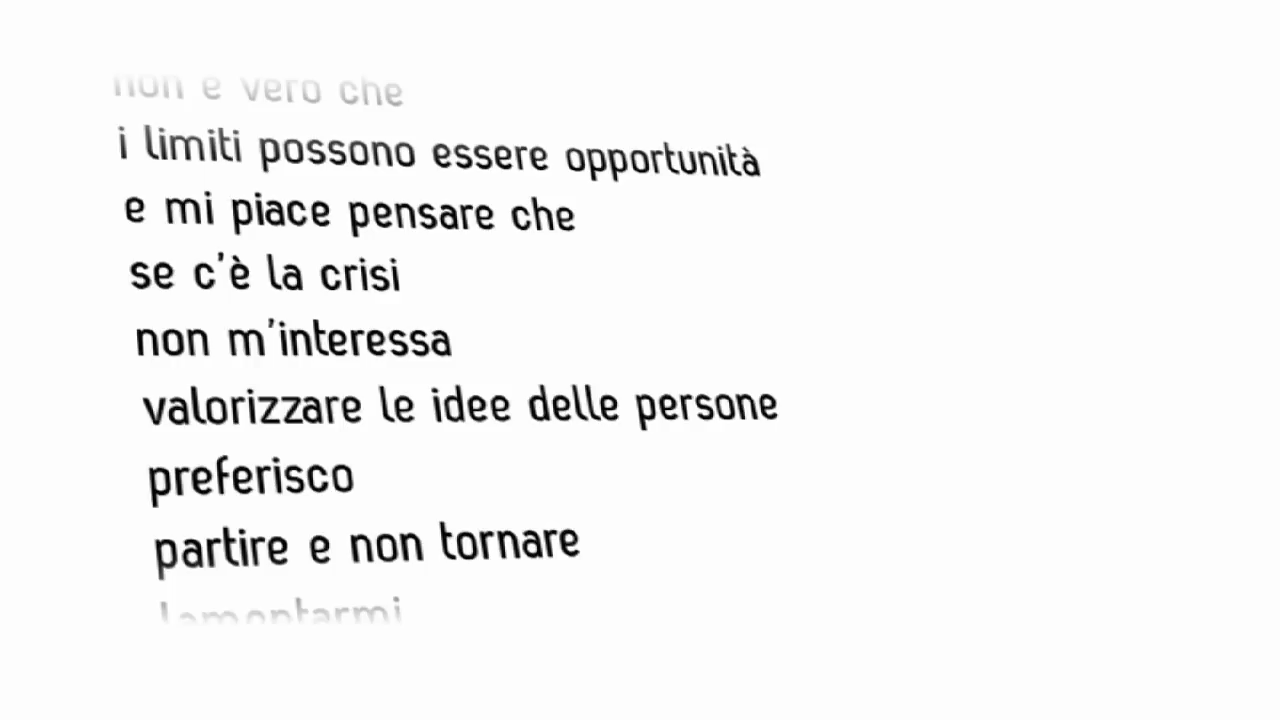 non è vero che
i limiti possono essere opportunità
e mi piace pensare che
se c'è la crisi
non m'interessa
valorizzare le idee delle persone
preferisco
partire e non tornare
lamentarmi